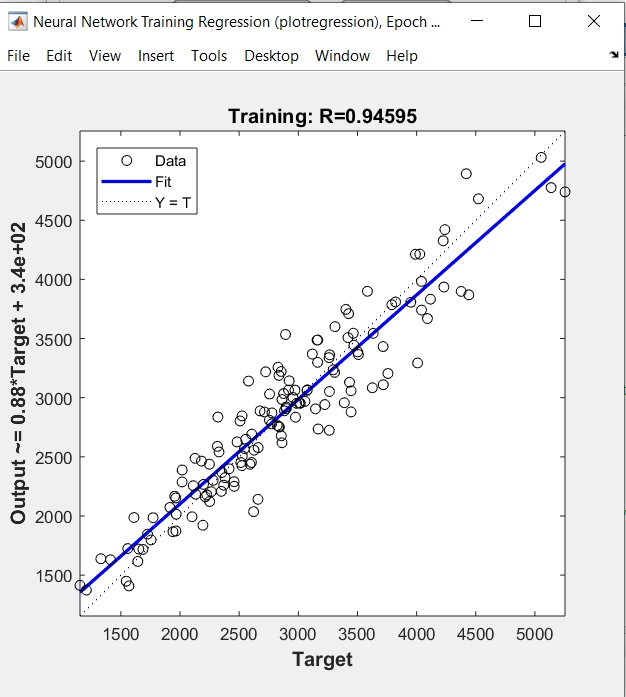 Neural Network Training Regression (plotregression), Epoch ...
File Edit View Insert Tools Desktop Window Help
Training: R=0.94595
Data
Fit
Y = T
5000
4500
4000
3500
3000
2500
2000
1500
Output ~= 0.88*Target + 3.4e+02
1500 2000 2500 3000 3500 4000 4500 5000
Target